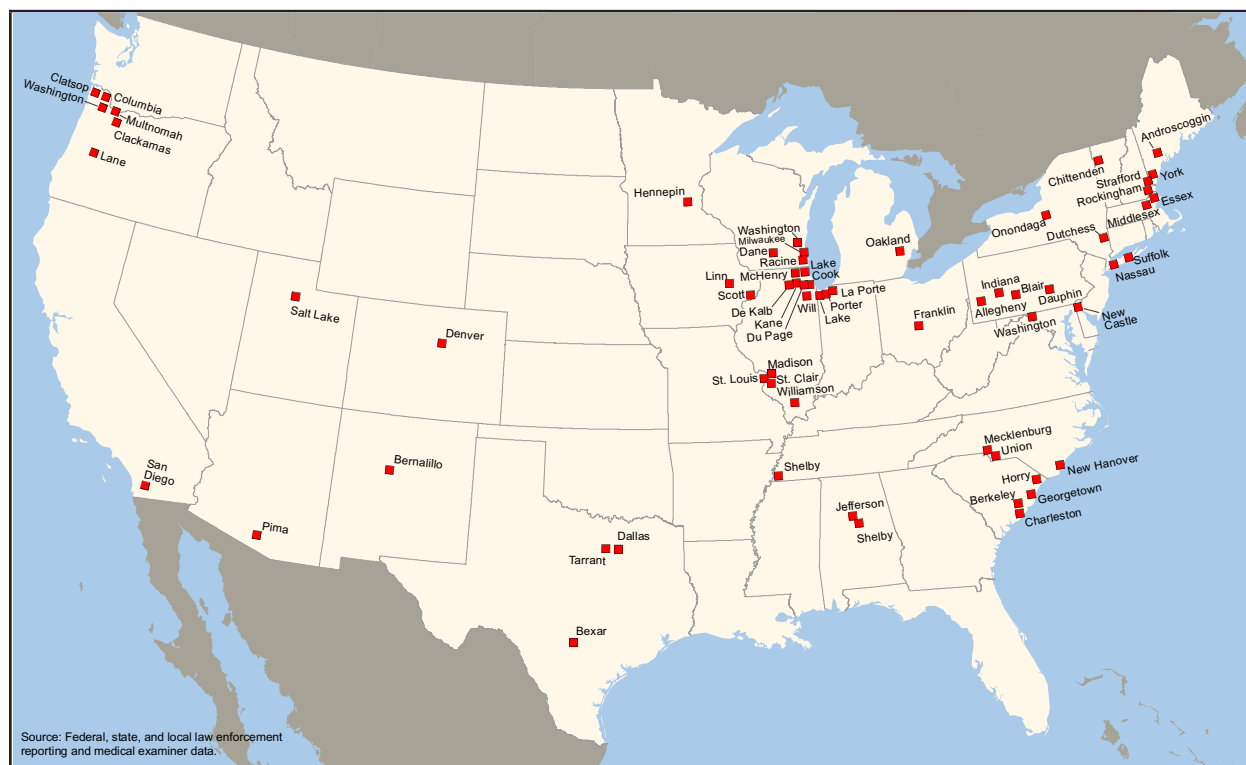 Clatsop
Washington
Columbia
Multnomah
Clackamas
Lane
Hennepin
Androscoggin
Chittenden
Strafford
York
Rockingham
Essex
Middlesex
Onondaga
Dutchess
Suffolk
Nassau
Washington
Milwaukee
Dane
Racine
Oakland
Lake
Cook
McHenry
Linn
Scott
De Kalb
Kane
Du Page
Will
La Porte
Porter
Lake
Indiana
Blair
Dauphin
Allegheny
Washington
New
Castle
Franklin
Salt Lake
Denver
Madison
St. Louis
St. Clair
Williamson
San
Diego
Bernalillo
Pima
Shelby
Mecklenburg
Union
New Hanover
Horry
Georgetown
Berkeley
Charleston
Jefferson
Shelby
Dallas
Tarrant
Bexar
Source: Federal, state, and local law enforcement
reporting and medical examiner data.